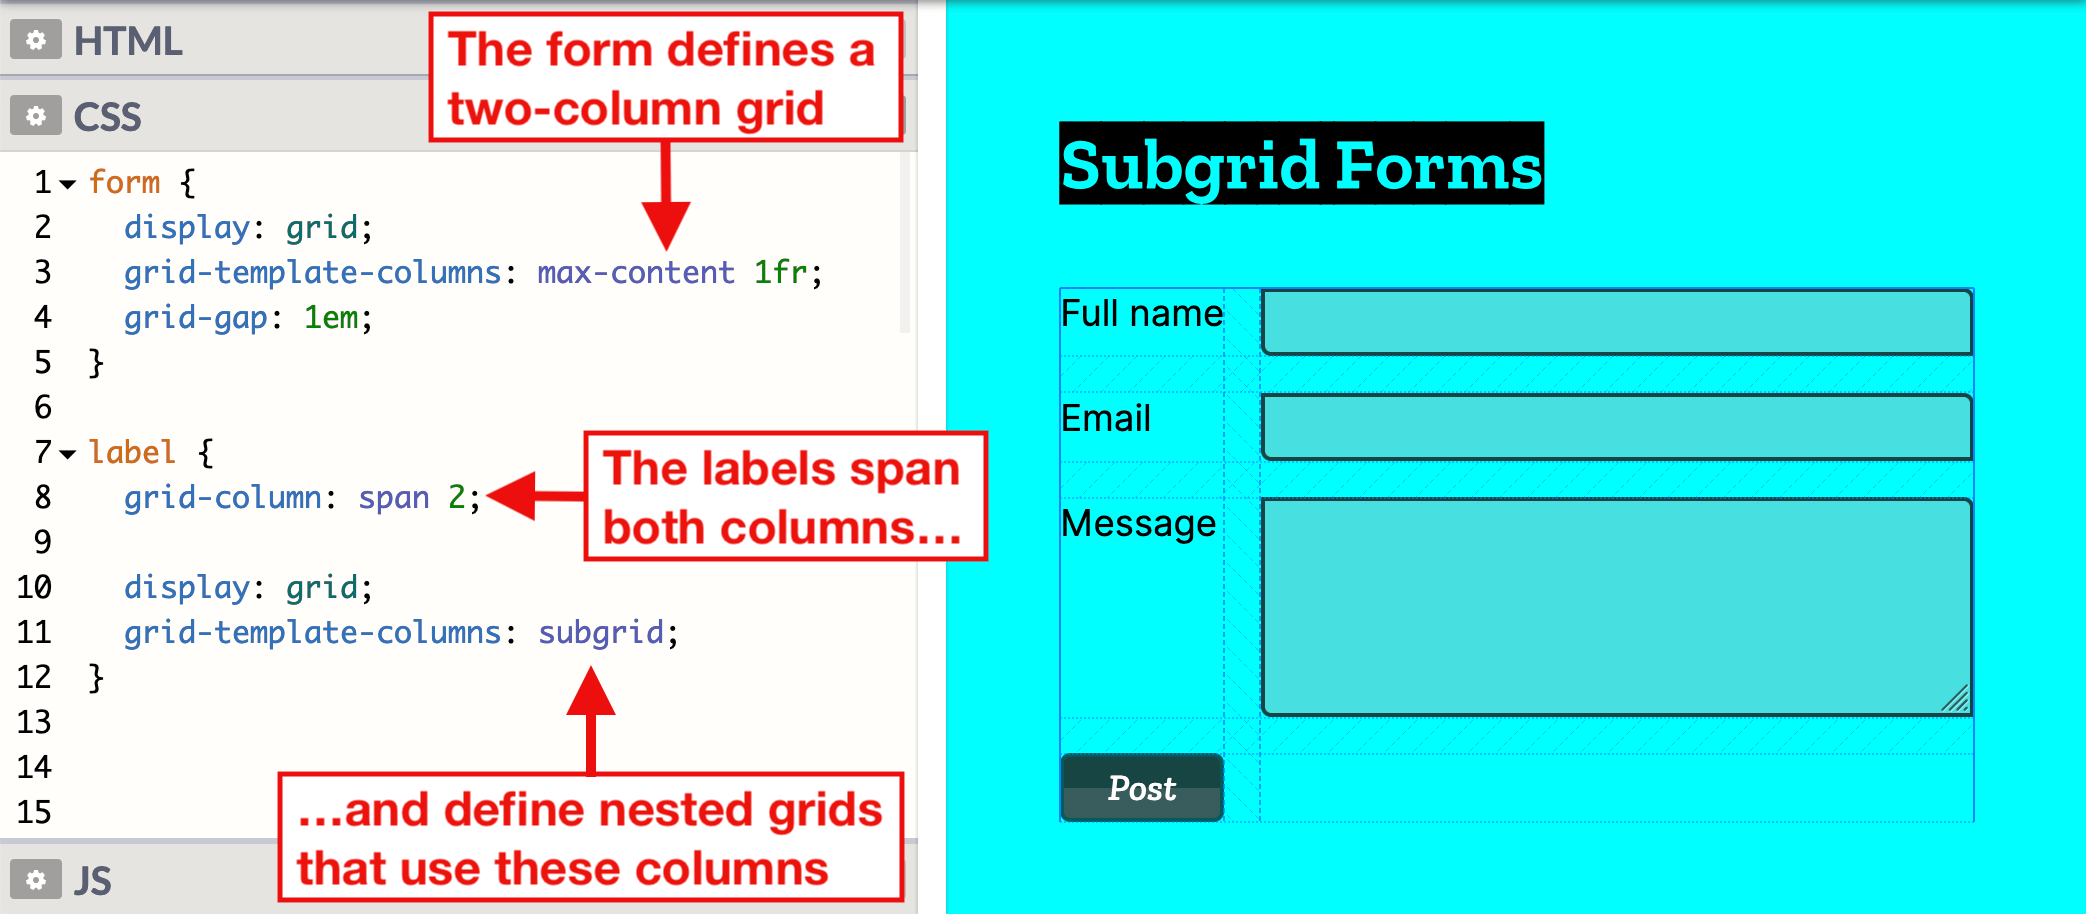 HTML
The form defines a
two-column grid
CSS
1 form {
2 display: grid;
3 grid-template-columns: max-content 1fr;
4 grid-gap: 1em;
5 }
6
7 label {
8 grid-column: span 2;
The labels span
both columns...
9
10 display: grid;
11 grid-template-columns: subgrid;
12 }
13
14
15
...and define nested grids
that use these columns
JS
Subgrid Forms
Full name
Email
Message
Post